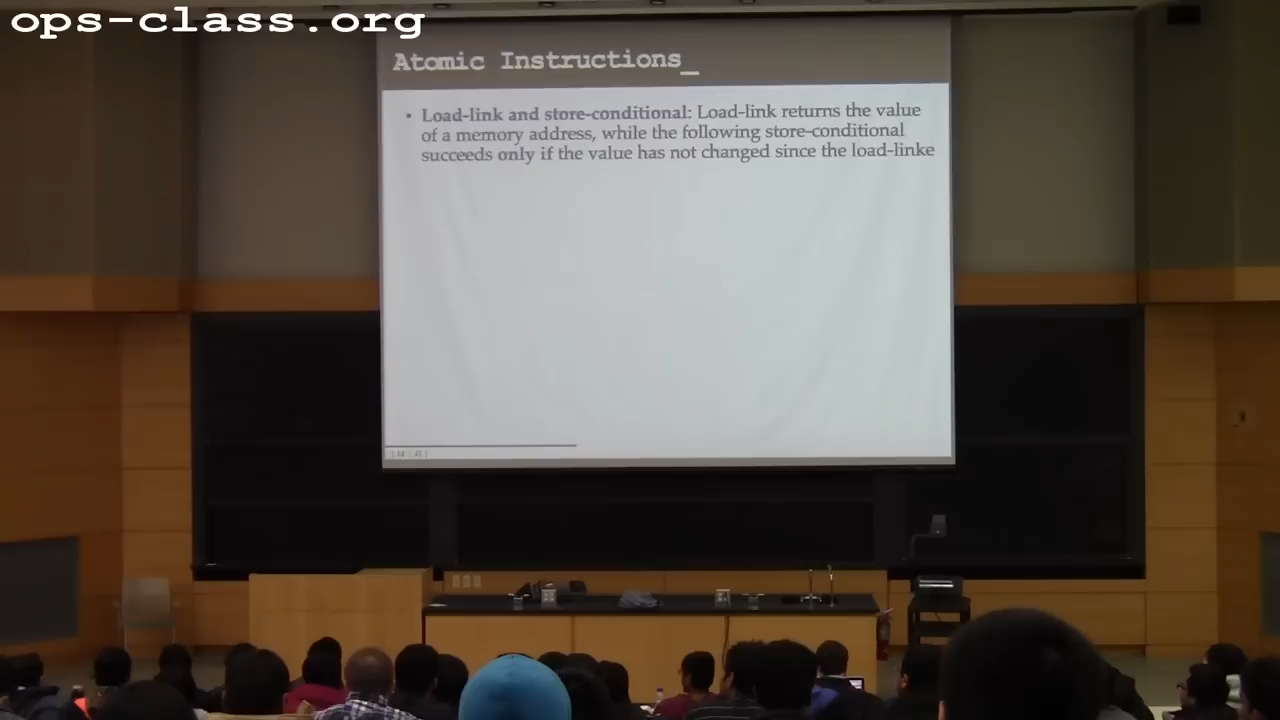 ops-class.org
Atomic Instructions_
• Load-link and store-conditional: Load-link returns the value
of a memory address, while the following store-conditional
succeeds only if the value has not changed since the load-linke